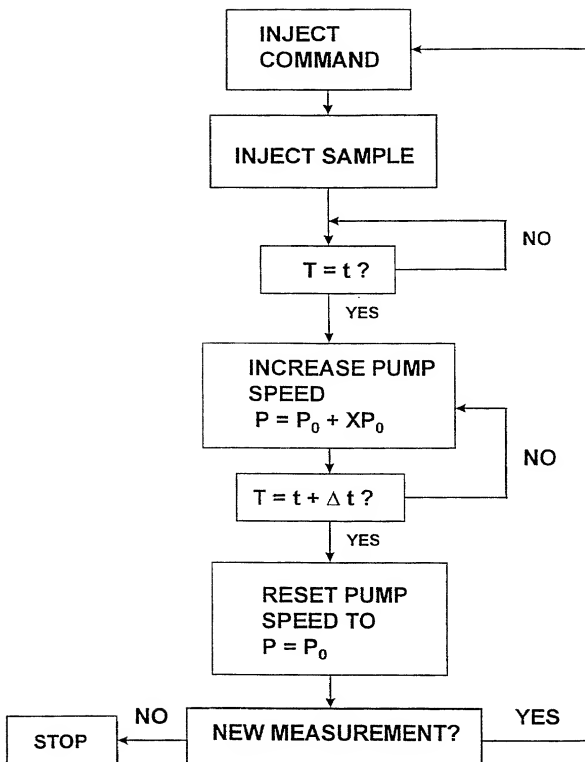 INJECT
COMMAND
INJECT SAMPLE
NO
T = t ?
YES
INCREASE PUMP
SPEED
P = P₀ + XP₀
NO
T = t + Δ t ?
YES
RESET PUMP
SPEED TO
P = P₀
NO
YES
NEW MEASUREMENT?
STOP